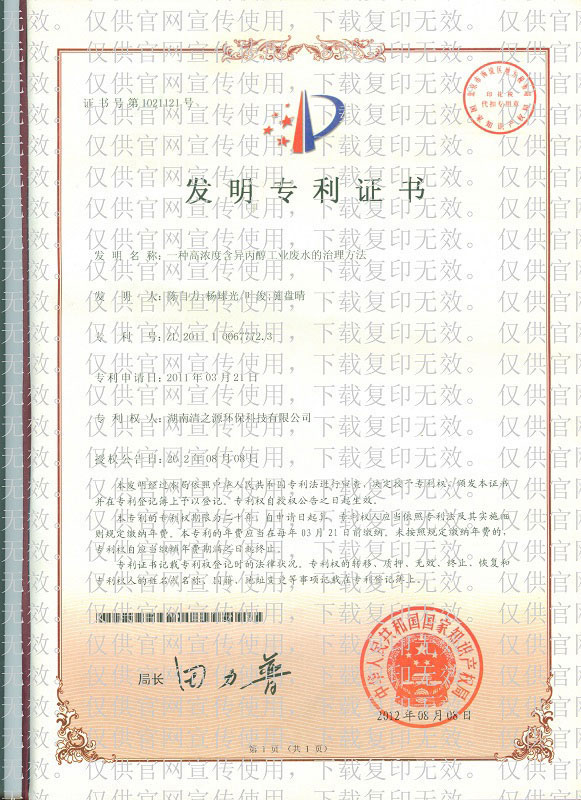 证书号第1021121号
发明专利证书
发 明 名 称：一种高浓度含异丙醇工业废水的治理方法
发 明 人：陈自力;杨球光;叶俊;蒲盘晴
专 利 号：ZL 2011 1 0067772.3
专利申请日：2011年03月21日
专 利 权 人：湖南清之源环保科技有限公司
授权公告日：2012年08月08日
本发明经过本局依照中华人民共和国专利法进行审查，决定授予专利权，颁发本证书
并在专利登记簿上予以登记。专利权自授权公告之日起生效。
本专利的专利权期限为二十年，自申请日起算。专利权人应当依照专利法及其实施细
则规定缴纳年费。本专利的年费应当在每年03月21日前缴纳。未按照规定缴纳年费的，
专利权自应当缴纳年费期满之日起终止。
专利证书记载专利权登记时的法律状况。专利权的转移、质押、无效、终止、恢复和
专利权人的姓名或名称、国籍、地址变更等事项记载在专利登记簿上。
局长 田力普
中华人民共和国国家知识产权局
2012年08月08日
第1页（共1页）
仅供官网宣传使用，下载复印无效。